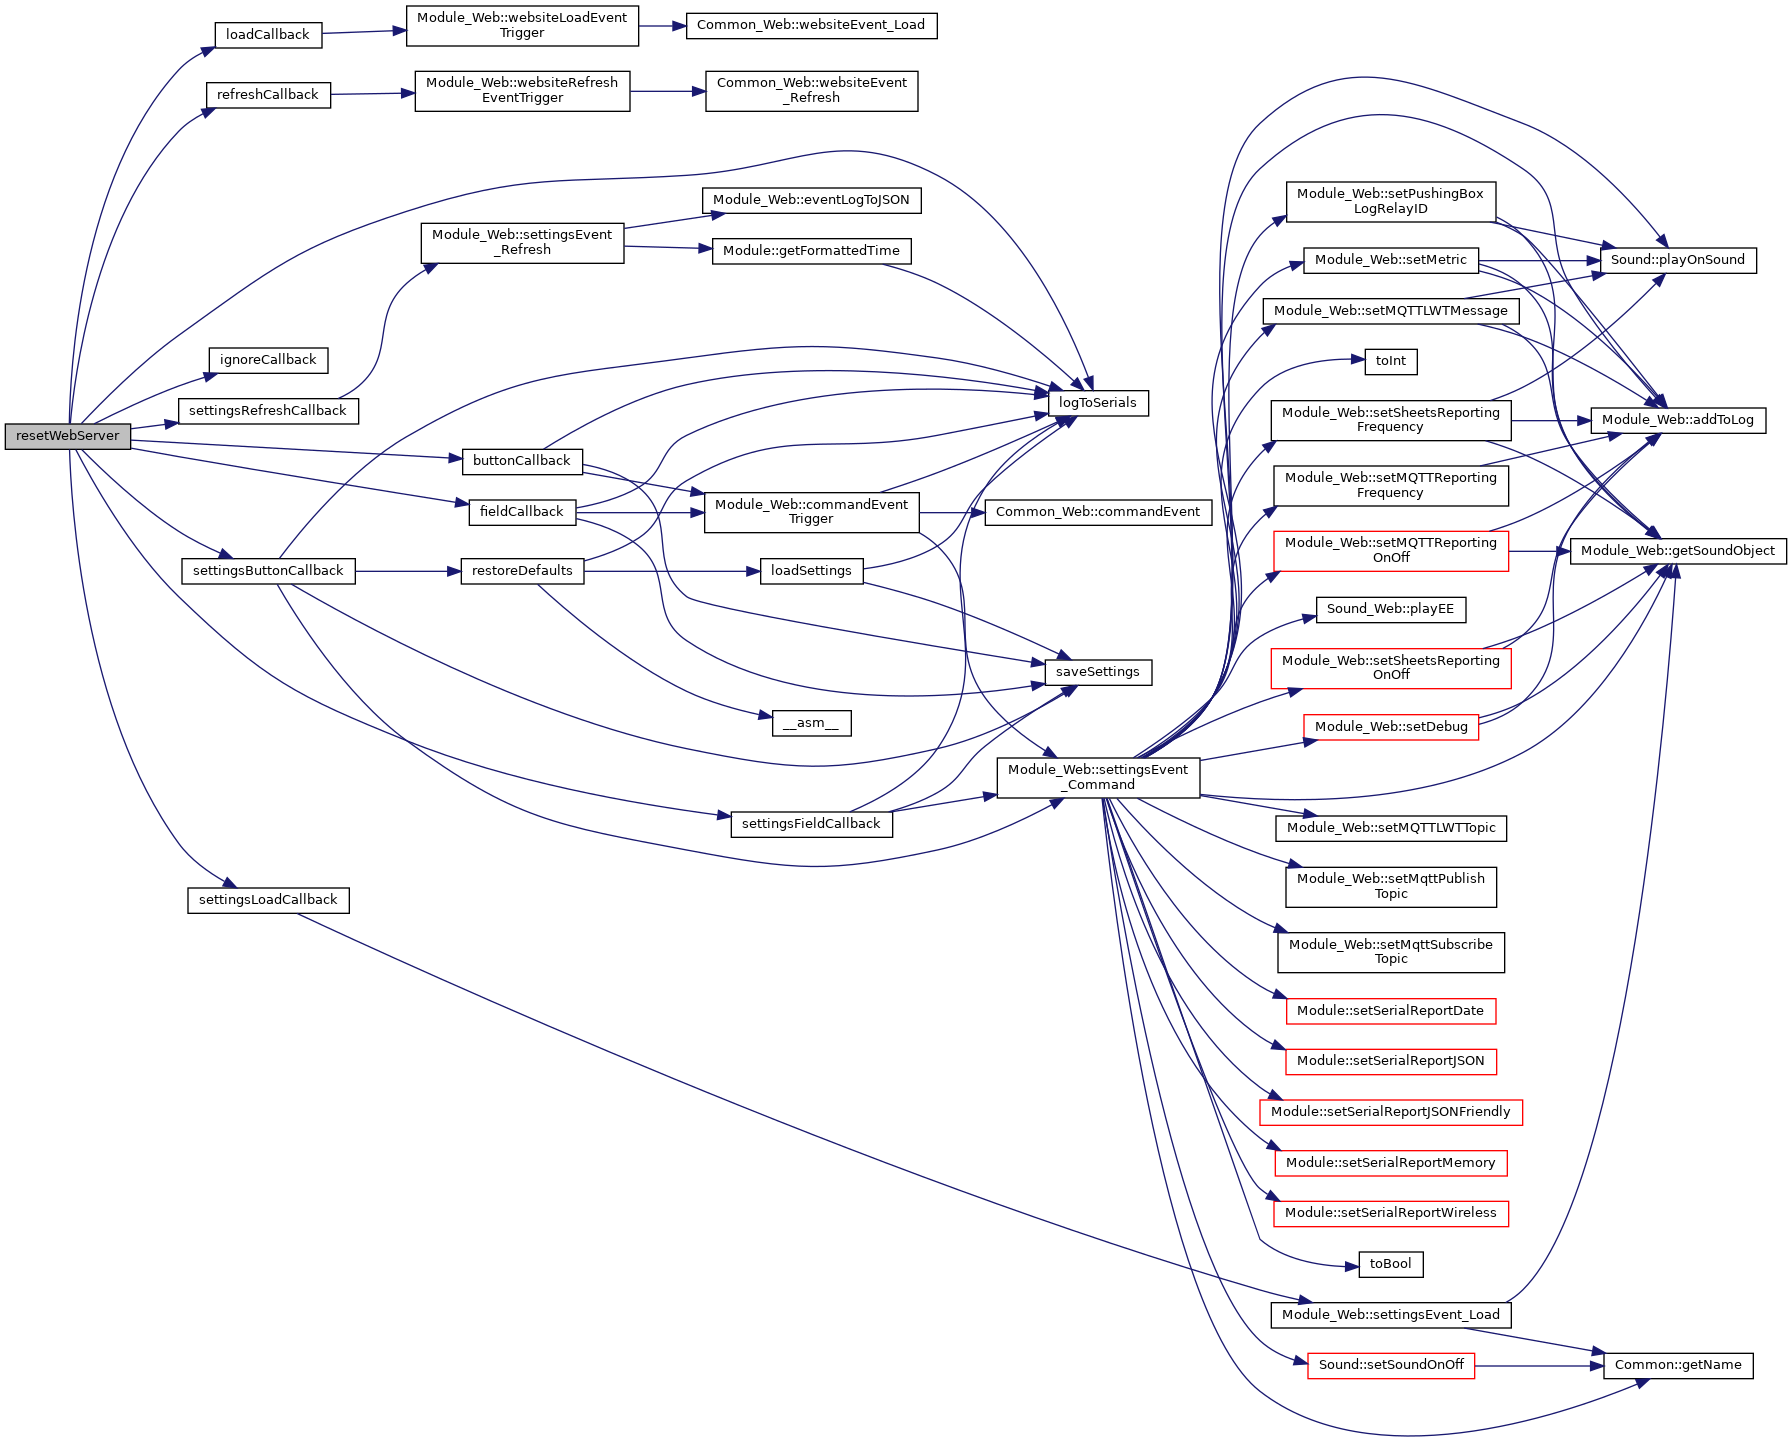 resetWebServer
loadCallback
Module_Web::websiteLoadEvent
Trigger
Common_Web::websiteEvent_Load
refreshCallback
Module_Web::websiteRefresh
EventTrigger
Common_Web::websiteEvent
_Refresh
ignoreCallback
settingsRefreshCallback
Module_Web::settingsEvent
_Refresh
Module_Web::eventLogToJSON
Module::getFormattedTime
logToSerials
buttonCallback
fieldCallback
Module_Web::commandEvent
Trigger
Common_Web::commandEvent
settingsButtonCallback
restoreDefaults
loadSettings
saveSettings
__asm__
settingsFieldCallback
Module_Web::settingsEvent
_Command
settingsLoadCallback
Module_Web::setPushingBox
LogRelayID
Module_Web::setMetric
Module_Web::setMQTTLWTMessage
toInt
Module_Web::setSheetsReporting
Frequency
Module_Web::setMQTTReporting
Frequency
Module_Web::setMQTTReporting
OnOff
Sound_Web::playEE
Module_Web::setSheetsReporting
OnOff
Module_Web::setDebug
Module_Web::setMQTTLWTTopic
Module_Web::setMqttPublish
Topic
Module_Web::setMqttSubscribe
Topic
Module::setSerialReportDate
Module::setSerialReportJSON
Module::setSerialReportJSONFriendly
Module::setSerialReportMemory
Module::setSerialReportWireless
toBool
Module_Web::settingsEvent_Load
Sound::setSoundOnOff
Sound::playOnSound
Module_Web::addToLog
Module_Web::getSoundObject
Common::getName